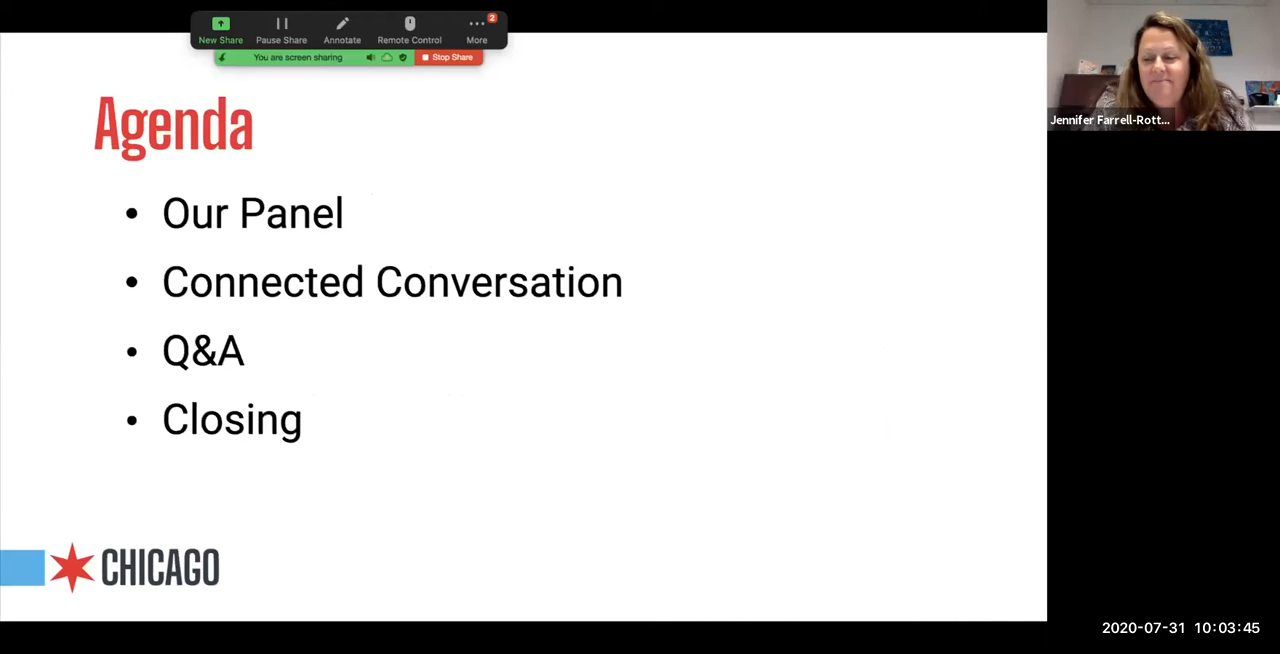 New Share
Pause Share
Annotate
Remote Control
2
More
You are screen sharing
Stop Share
Jennifer Farrell-Rott...
Agenda
• Our Panel
• Connected Conversation
• Q&A
• Closing
CHICAGO
2020-07-31 10:03:45